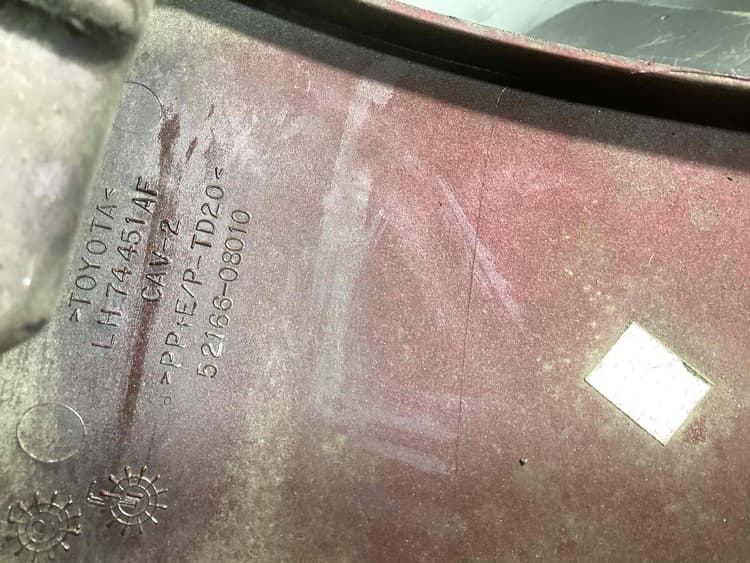 >TOYOTA<
LH 74451AF
CAV-2
>PP+E/P-TD20<
52166-08010